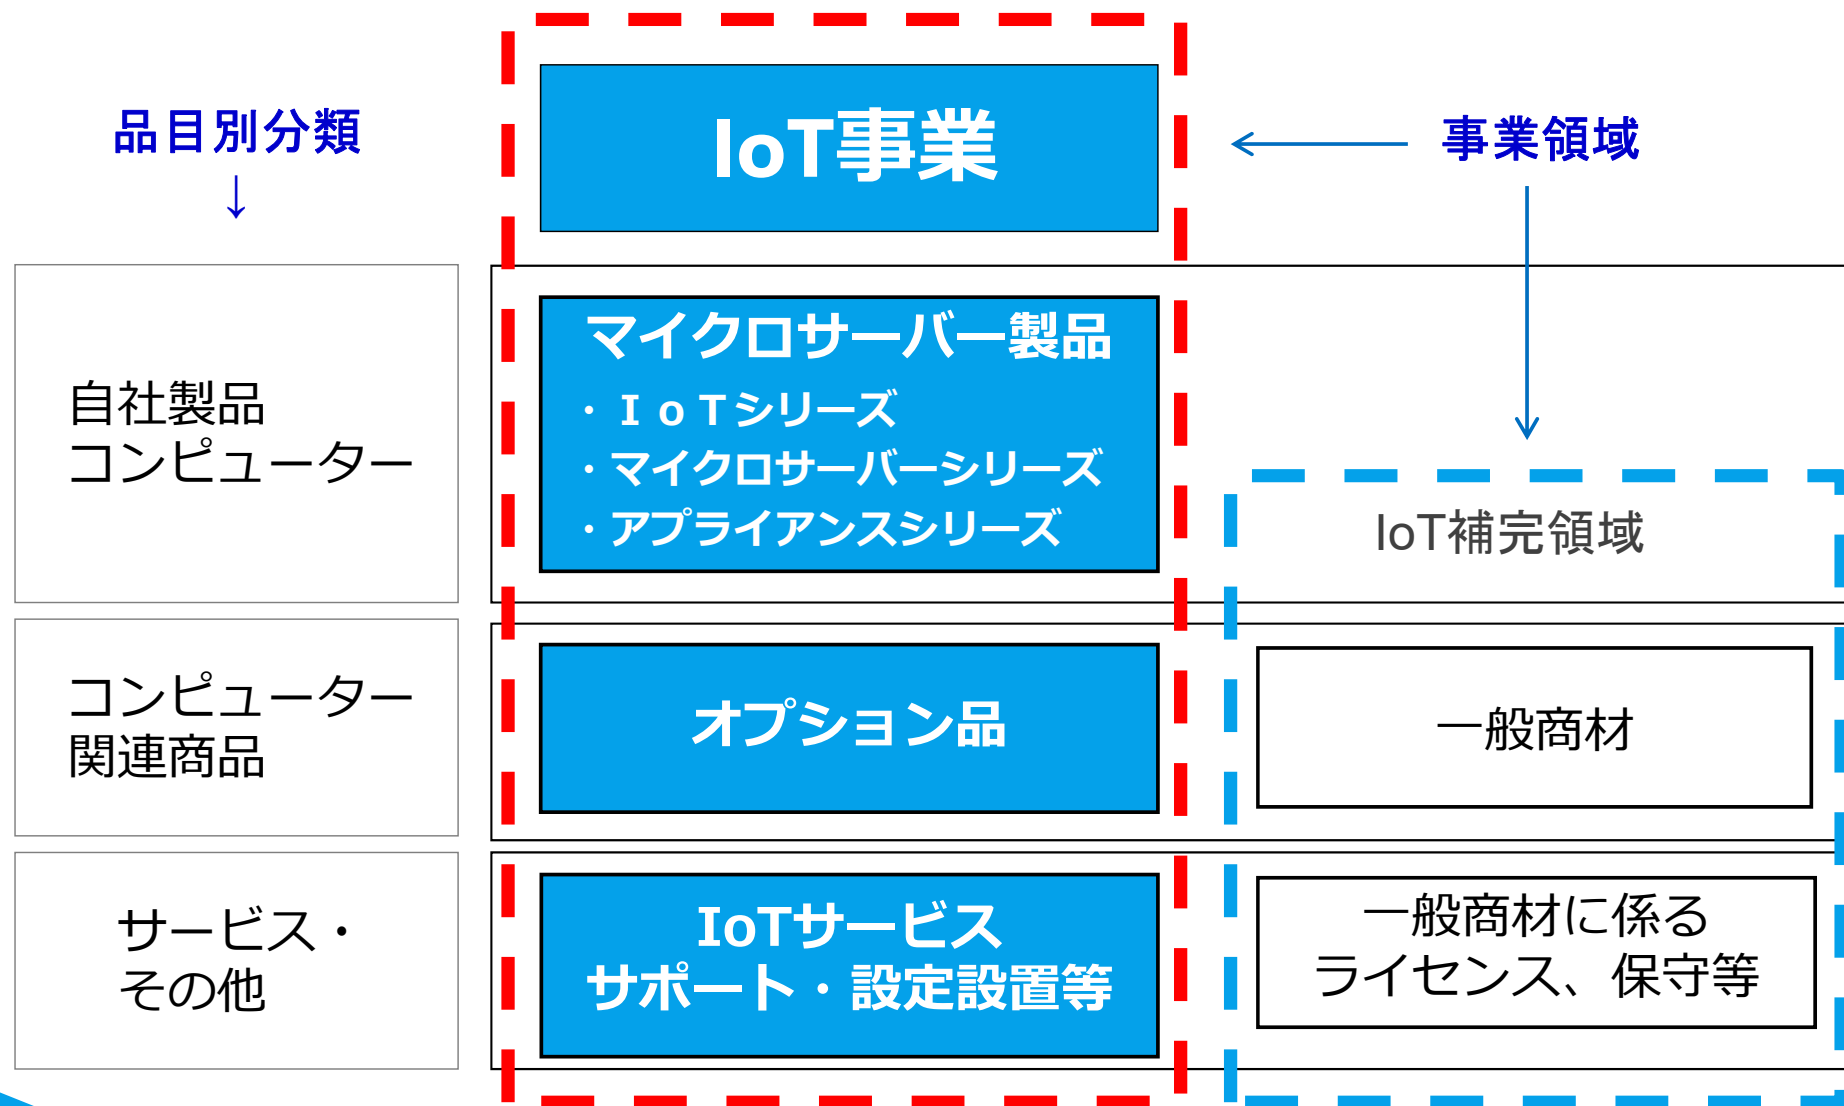 品目別分類
↓
IoT事業
事業領域
自社製品
コンピューター
マイクロサーバー製品
・ＩｏＴシリーズ
・マイクロサーバーシリーズ
・アプライアンスシリーズ
IoT補完領域
コンピューター
関連商品
オプション品
一般商材
サービス・
その他
IoTサービス
サポート・設定設置等
一般商材に係る
ライセンス、保守等